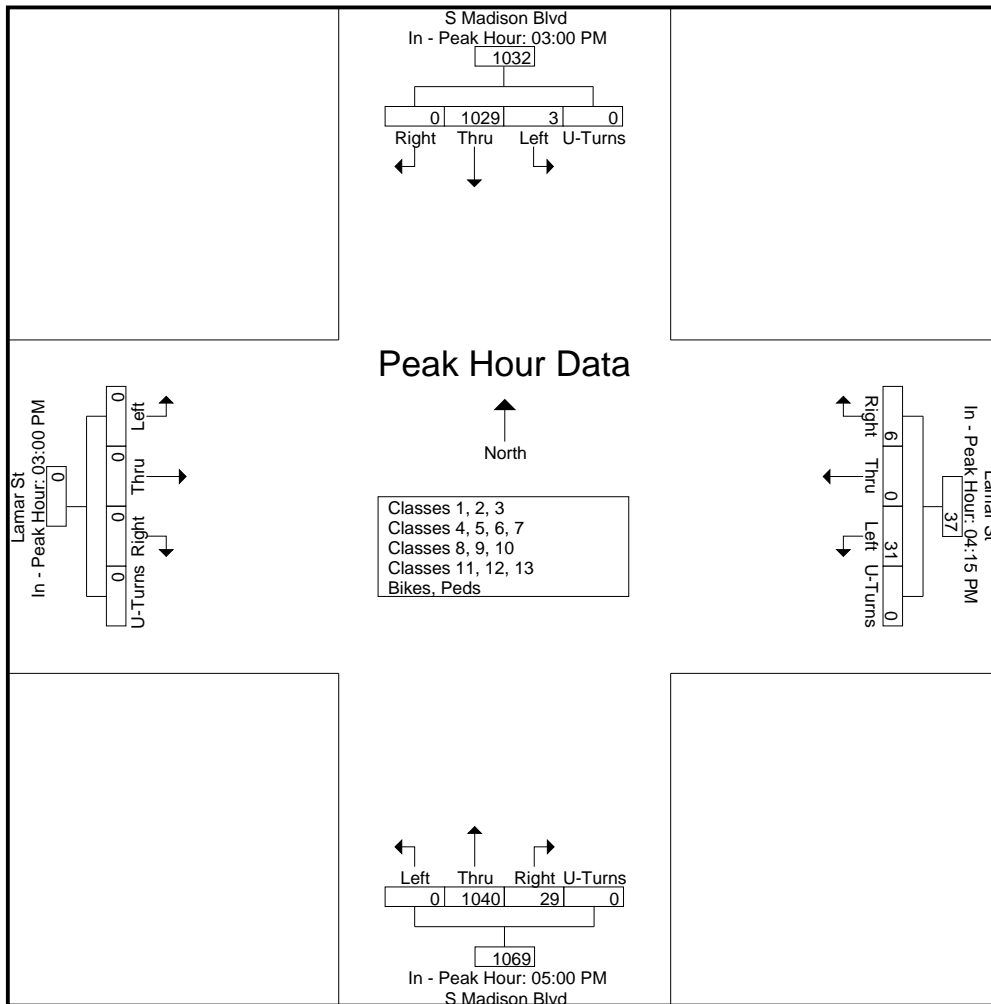 S Madison Blvd
In - Peak Hour: 03:00 PM
1032
0 1029 3 0
Right Thru Left U-Turns
Peak Hour Data
North
Classes 1, 2, 3
Classes 4, 5, 6, 7
Classes 8, 9, 10
Classes 11, 12, 13
Bikes, Peds
Lamar St
In - Peak Hour: 03:00 PM
0
0 0 0 0
Left Thru Right U-Turns
Lamar St
In - Peak Hour: 04:15 PM
37
6 0 31 0
Right Thru Left U-Turns
Left Thru Right U-Turns
0 1040 29 0
1069
In - Peak Hour: 05:00 PM
S Madison Blvd